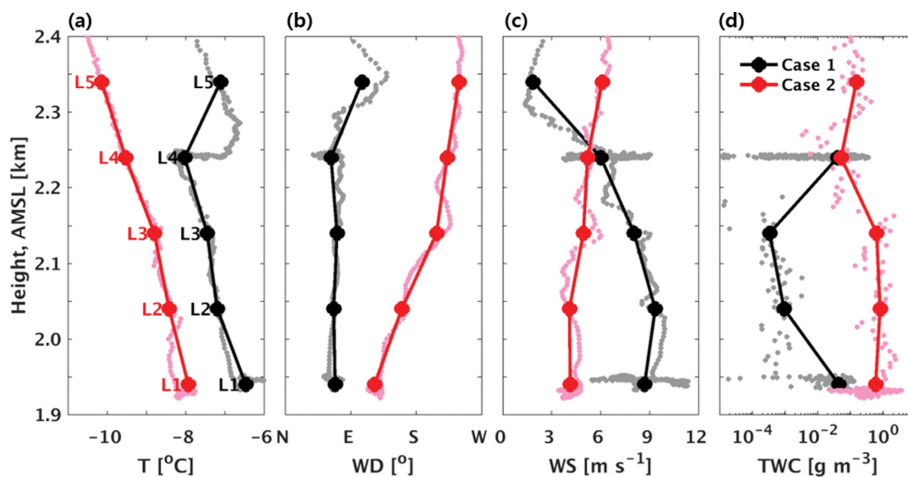 (a) (b) (c) (d)
2.4
2.3
2.2
2.1
2.0
1.9
Height, AMSL [km]
L5 L5
L4 L4
L3 L3
L2 L2
L1 L1
Case 1
Case 2
−10 −8 −6 N E S W 0 3 6 9 12 10⁻⁴ 10⁻² 10⁰
T [°C] WD [°] WS [m s⁻¹] TWC [g m⁻³]